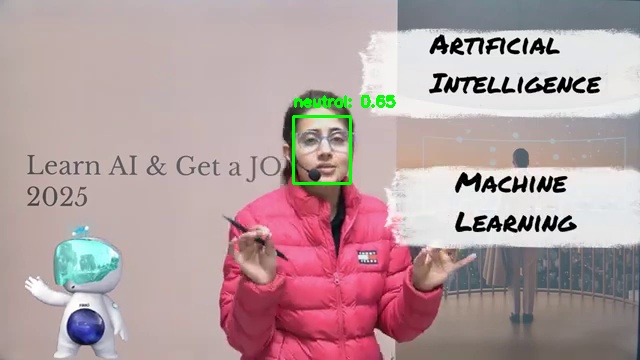 Artificial
Intelligence
neutral: 0.65
Learn AI & Get a JO
2025
Machine
Learning